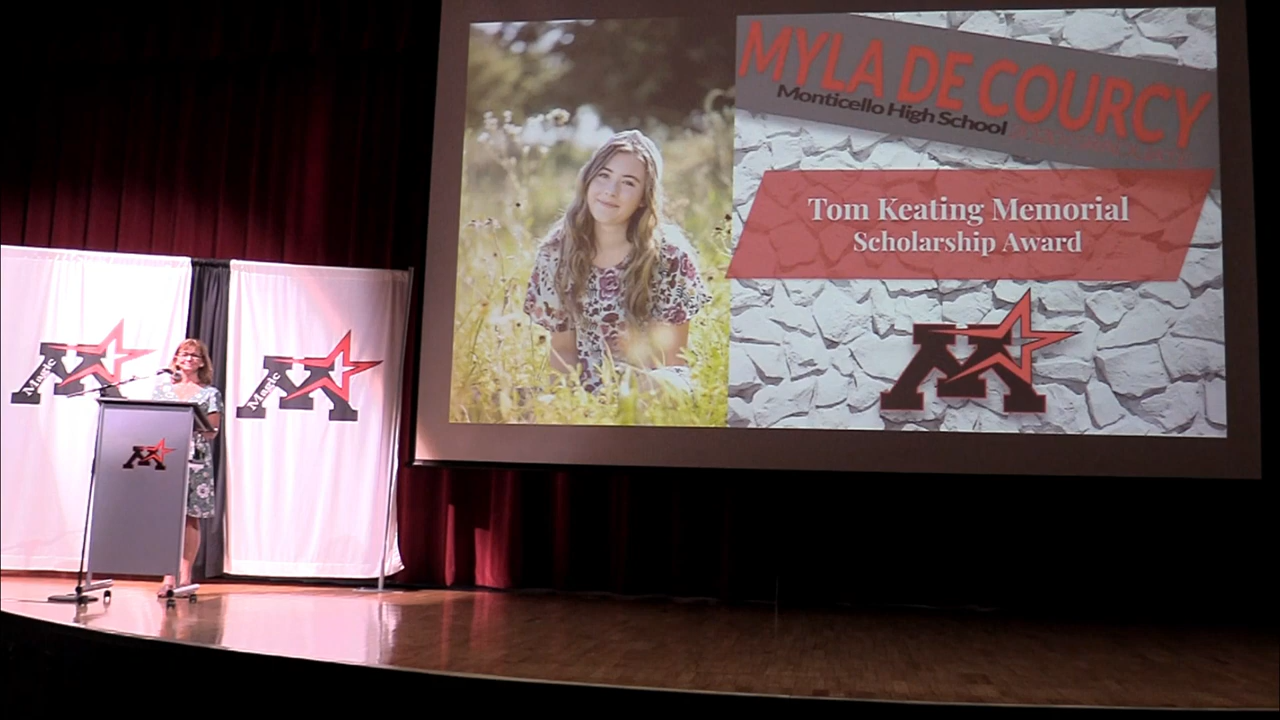 MYLA DE COURCY
Monticello High School
Tom Keating Memorial
Scholarship Award
M
Magic
M
Magic
M
M